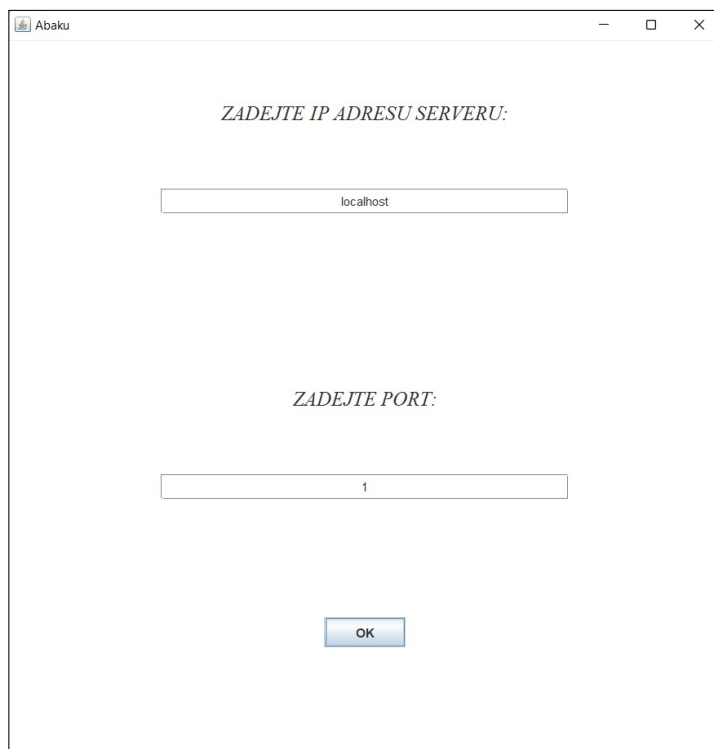 Abaku
ZADEJTE IP ADRESU SERVERU:
localhost
ZADEJTE PORT:
1
OK